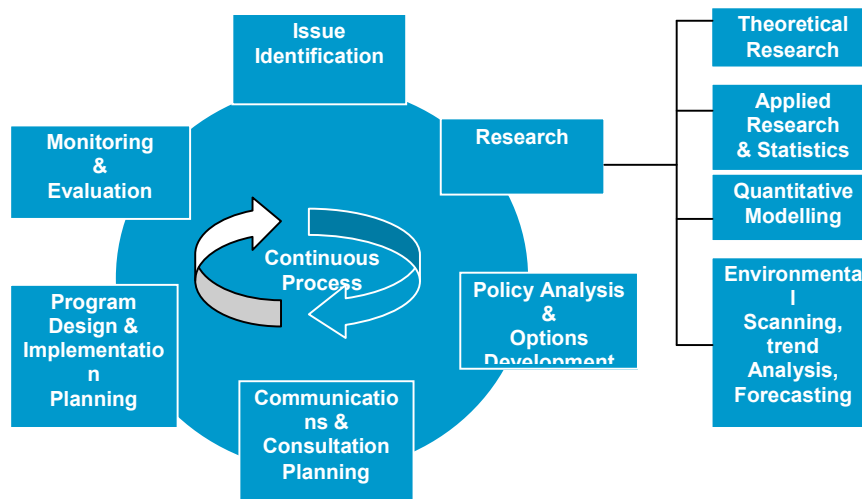 Issue
Identification
Research
Policy Analysis
&
Options
Development
Communicatio
ns &
Consultation
Planning
Program
Design &
Implementatio
n
Planning
Monitoring
&
Evaluation
Continuous
Process
Theoretical
Research
Applied
Research
& Statistics
Quantitative
Modelling
Environmenta
l
Scanning,
trend
Analysis,
Forecasting